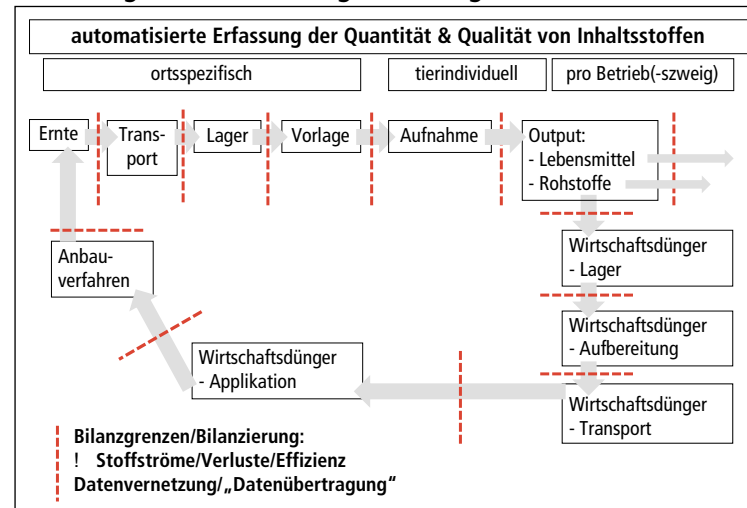 automatisierte Erfassung der Quantität & Qualität von Inhaltsstoffen
ortsspezifisch
tierindividuell
pro Betrieb(-szweig)
Ernte
Trans-
port
Lager
Vorlage
Aufnahme
Output:
- Lebensmittel
- Rohstoffe
Wirtschaftsdünger
- Lager
Wirtschaftsdünger
- Aufbereitung
Wirtschaftsdünger
- Transport
Wirtschaftsdünger
- Applikation
Anbau-
verfahren
Bilanzgrenzen/Bilanzierung:
! Stoffströme/Verluste/Effizienz
Datenvernetzung/„Datenübertragung“